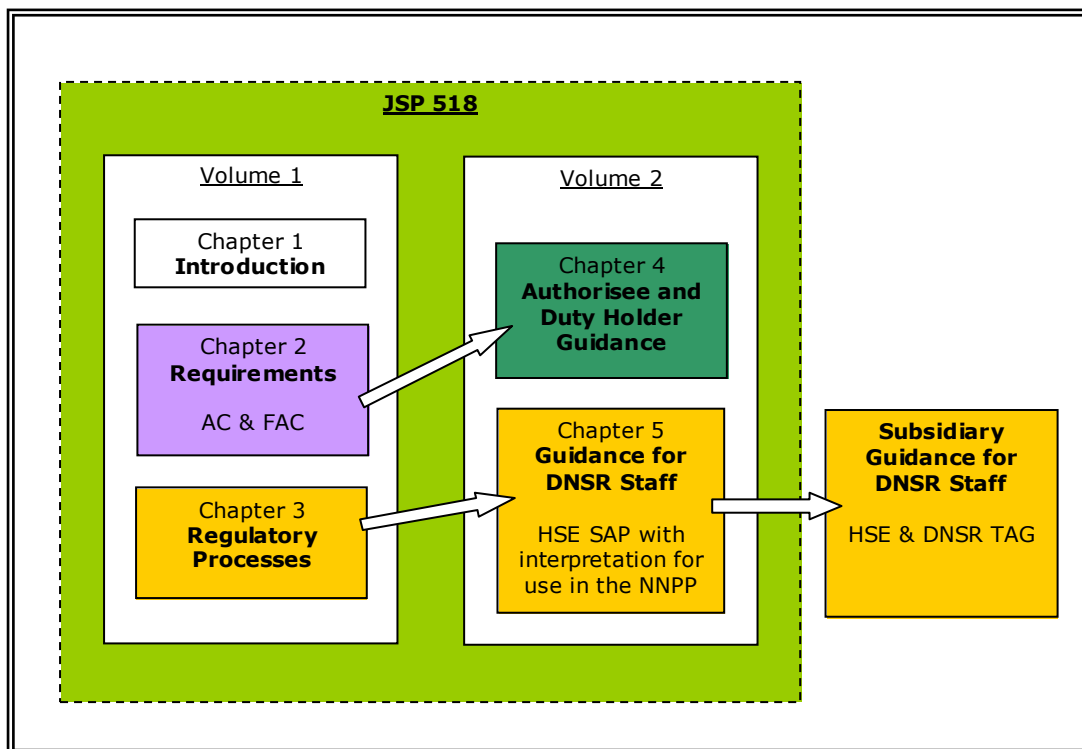 JSP 518
Volume 1
Chapter 1
Introduction
Chapter 2
Requirements
AC & FAC
Chapter 3
Regulatory
Processes
Volume 2
Chapter 4
Authorisee and
Duty Holder
Guidance
Chapter 5
Guidance for
DNSR Staff
HSE SAP with
interpretation for
use in the NNPP
Subsidiary
Guidance for
DNSR Staff
HSE & DNSR TAG